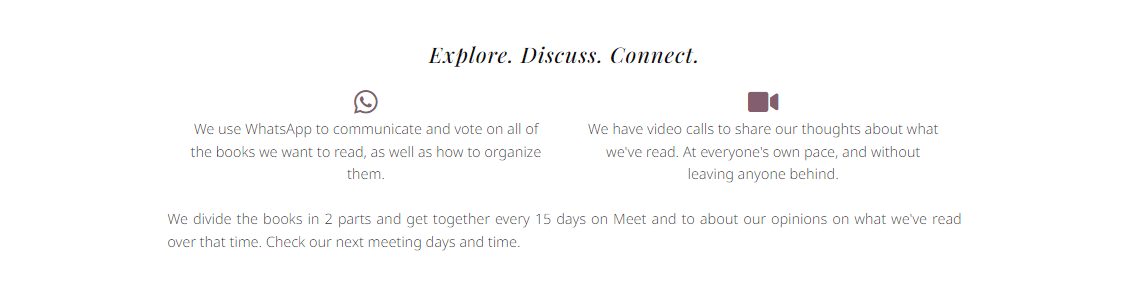 Explore. Discuss. Connect.
We use WhatsApp to communicate and vote on all of
the books we want to read, as well as how to organize
them.
We have video calls to share our thoughts about what
we've read. At everyone's own pace, and without
leaving anyone behind.
We divide the books in 2 parts and get together every 15 days on Meet and to about our opinions on what we've read
over that time. Check our next meeting days and time.